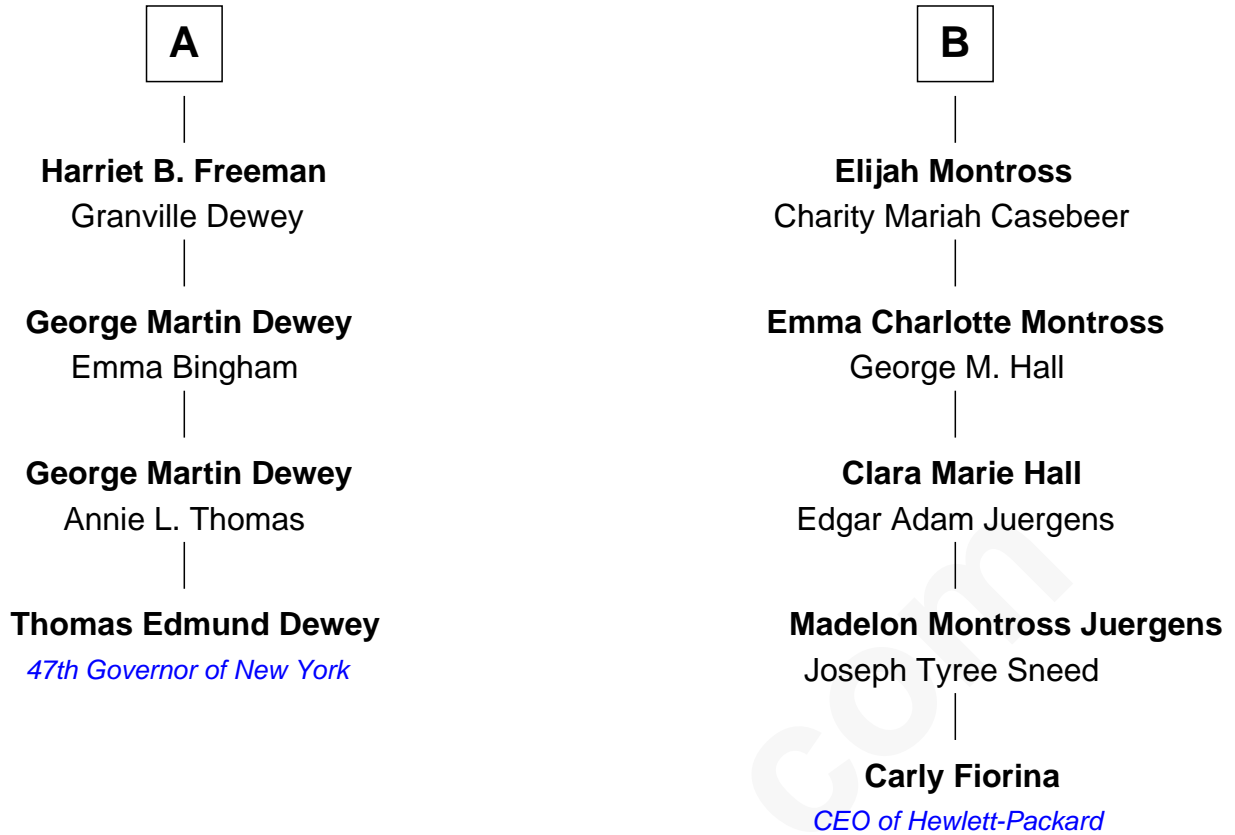 A
Harriet B. Freeman
Granville Dewey
George Martin Dewey
Emma Bingham
George Martin Dewey
Annie L. Thomas
Thomas Edmund Dewey
47th Governor of New York
B
Elijah Montross
Charity Mariah Casebeer
Emma Charlotte Montross
George M. Hall
Clara Marie Hall
Edgar Adam Juergens
Madelon Montross Juergens
Joseph Tyree Sneed
Carly Fiorina
CEO of Hewlett-Packard
com